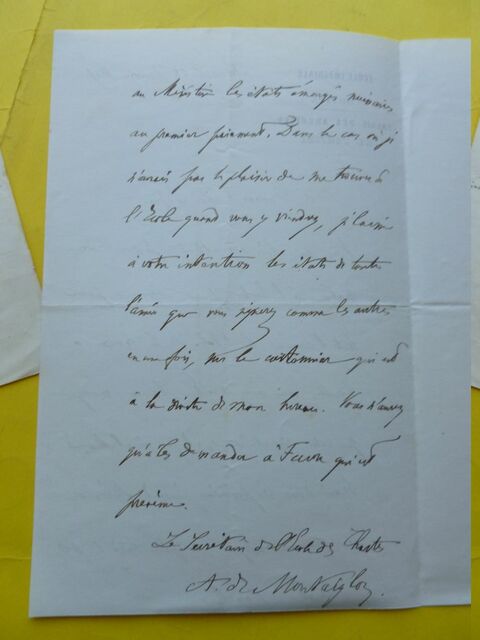 au Ministère les états émargés nécessaires
au premier paiement. Dans le cas où je
n'aurais pas le plaisir de me trouver à
l'École quand vous y viendrez, j'laisse
à votre intention les états de toute
l'année que vous signerez comme les autres
en une fois, sur le cartonnier qui est
à la droite de mon bureau. Vous n'aurez
qu'à les demander à Favre qui est
prévenu.
Le Secrétaire de l'École des Chartes
A. de Montaiglon.